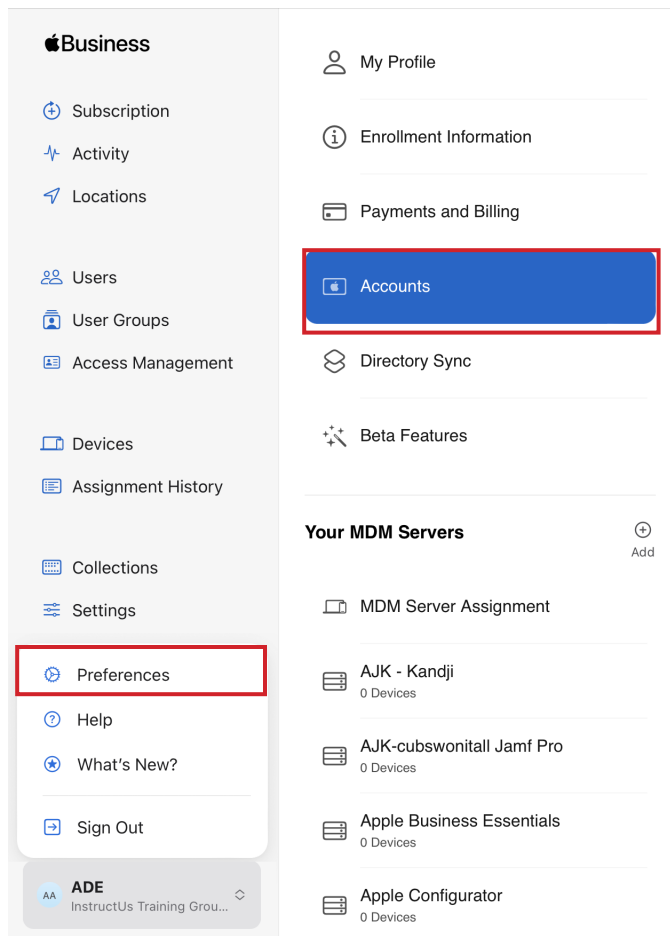 Business
Subscription
Activity
Locations
Users
User Groups
Access Management
Devices
Assignment History
Collections
Settings
Preferences
Help
What's New?
Sign Out
AA
ADE
InstructUs Training Grou...
My Profile
Enrollment Information
Payments and Billing
Accounts
Directory Sync
Beta Features
Your MDM Servers
Add
MDM Server Assignment
AJK - Kandji
0 Devices
AJK-cubswonitall Jamf Pro
0 Devices
Apple Business Essentials
0 Devices
Apple Configurator
0 Devices